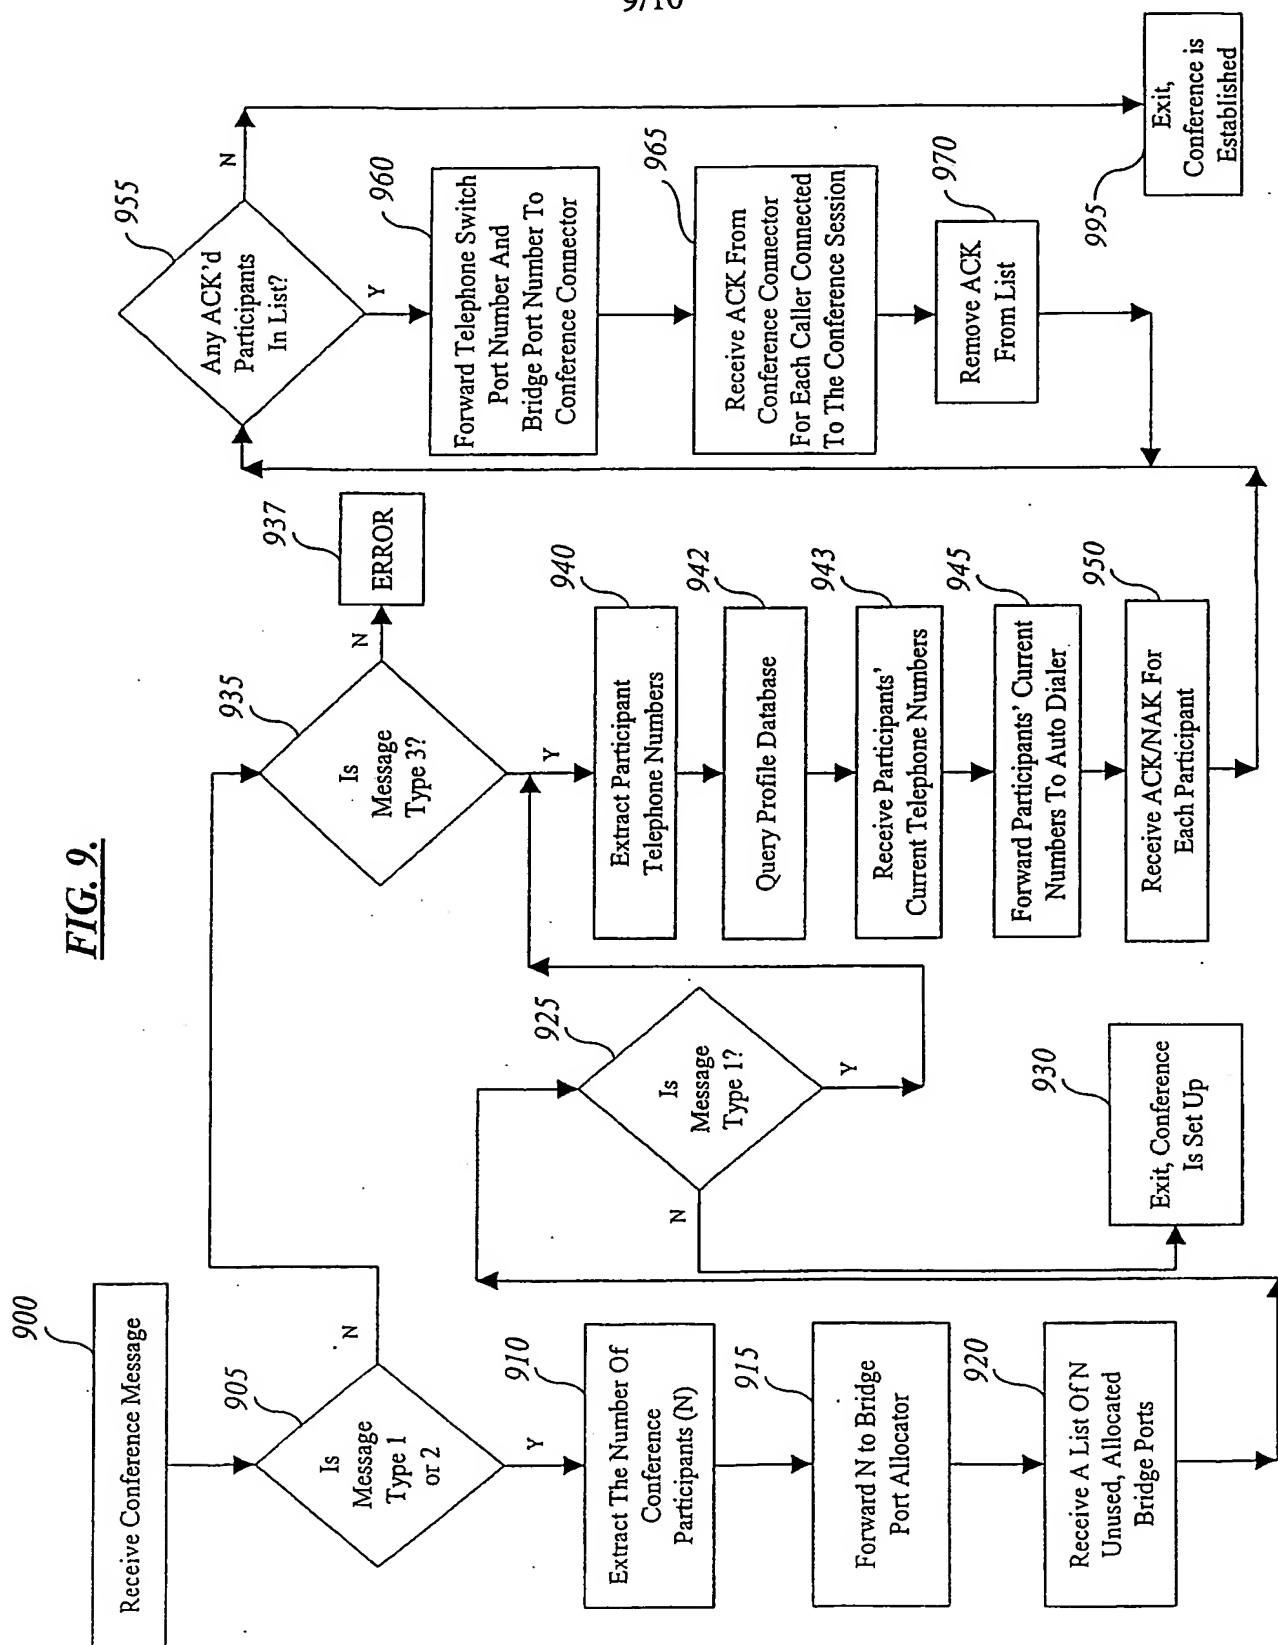 9/10
FIG. 9.
900
Receive Conference Message
905
Is
Message
Type 1
or 2
N
Y
910
Extract The Number Of
Conference
Participants (N)
915
Forward N to Bridge
Port Allocator
920
Receive A List Of N
Unused, Allocated
Bridge Ports
925
Is
Message
Type 1?
N
Y
930
Exit, Conference
Is Set Up
935
Is
Message
Type 3?
N
Y
937
ERROR
940
Extract Participant
Telephone Numbers
942
Query Profile Database
943
Receive Participants'
Current Telephone Numbers
945
Forward Participants' Current
Numbers To Auto Dialer
950
Receive ACK/NAK For
Each Participant
955
Any ACK'd
Participants
In List?
N
Y
960
Forward Telephone Switch
Port Number And
Bridge Port Number To
Conference Connector
965
Receive ACK From
Conference Connector
For Each Caller Connected
To The Conference Session
970
Remove ACK
From List
995
Exit,
Conference is
Established